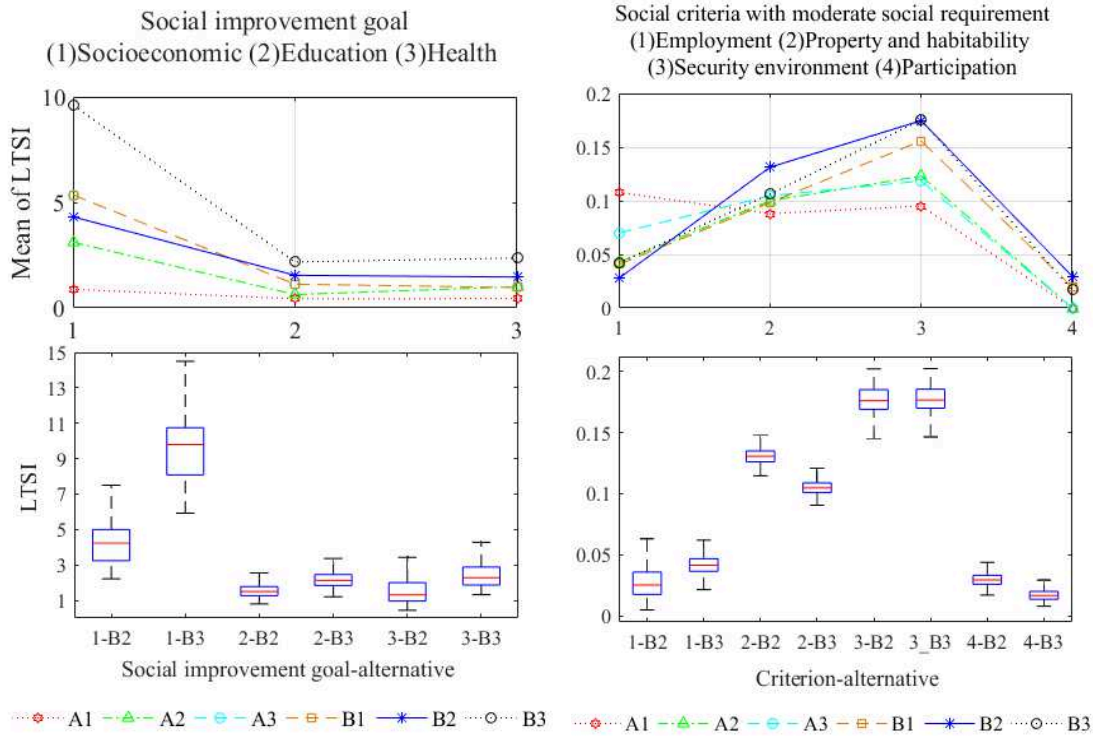 Social improvement goal
(1)Socioeconomic (2)Education (3)Health
Mean of LTSI
10
5
0
1 2 3
LTSI
15
13
11
9
7
5
3
1
1-B2 1-B3 2-B2 2-B3 3-B2 3-B3
Social improvement goal-alternative
A1 A2 A3 B1 B2 B3
Social criteria with moderate social requirement
(1)Employment (2)Property and habitability
(3)Security environment (4)Participation
0.2
0.15
0.1
0.05
0
1 2 3 4
0.2
0.15
0.1
0.05
0
1-B2 1-B3 2-B2 2-B3 3-B2 3_B3 4-B2 4-B3
Criterion-alternative
A1 A2 A3 B1 B2 B3